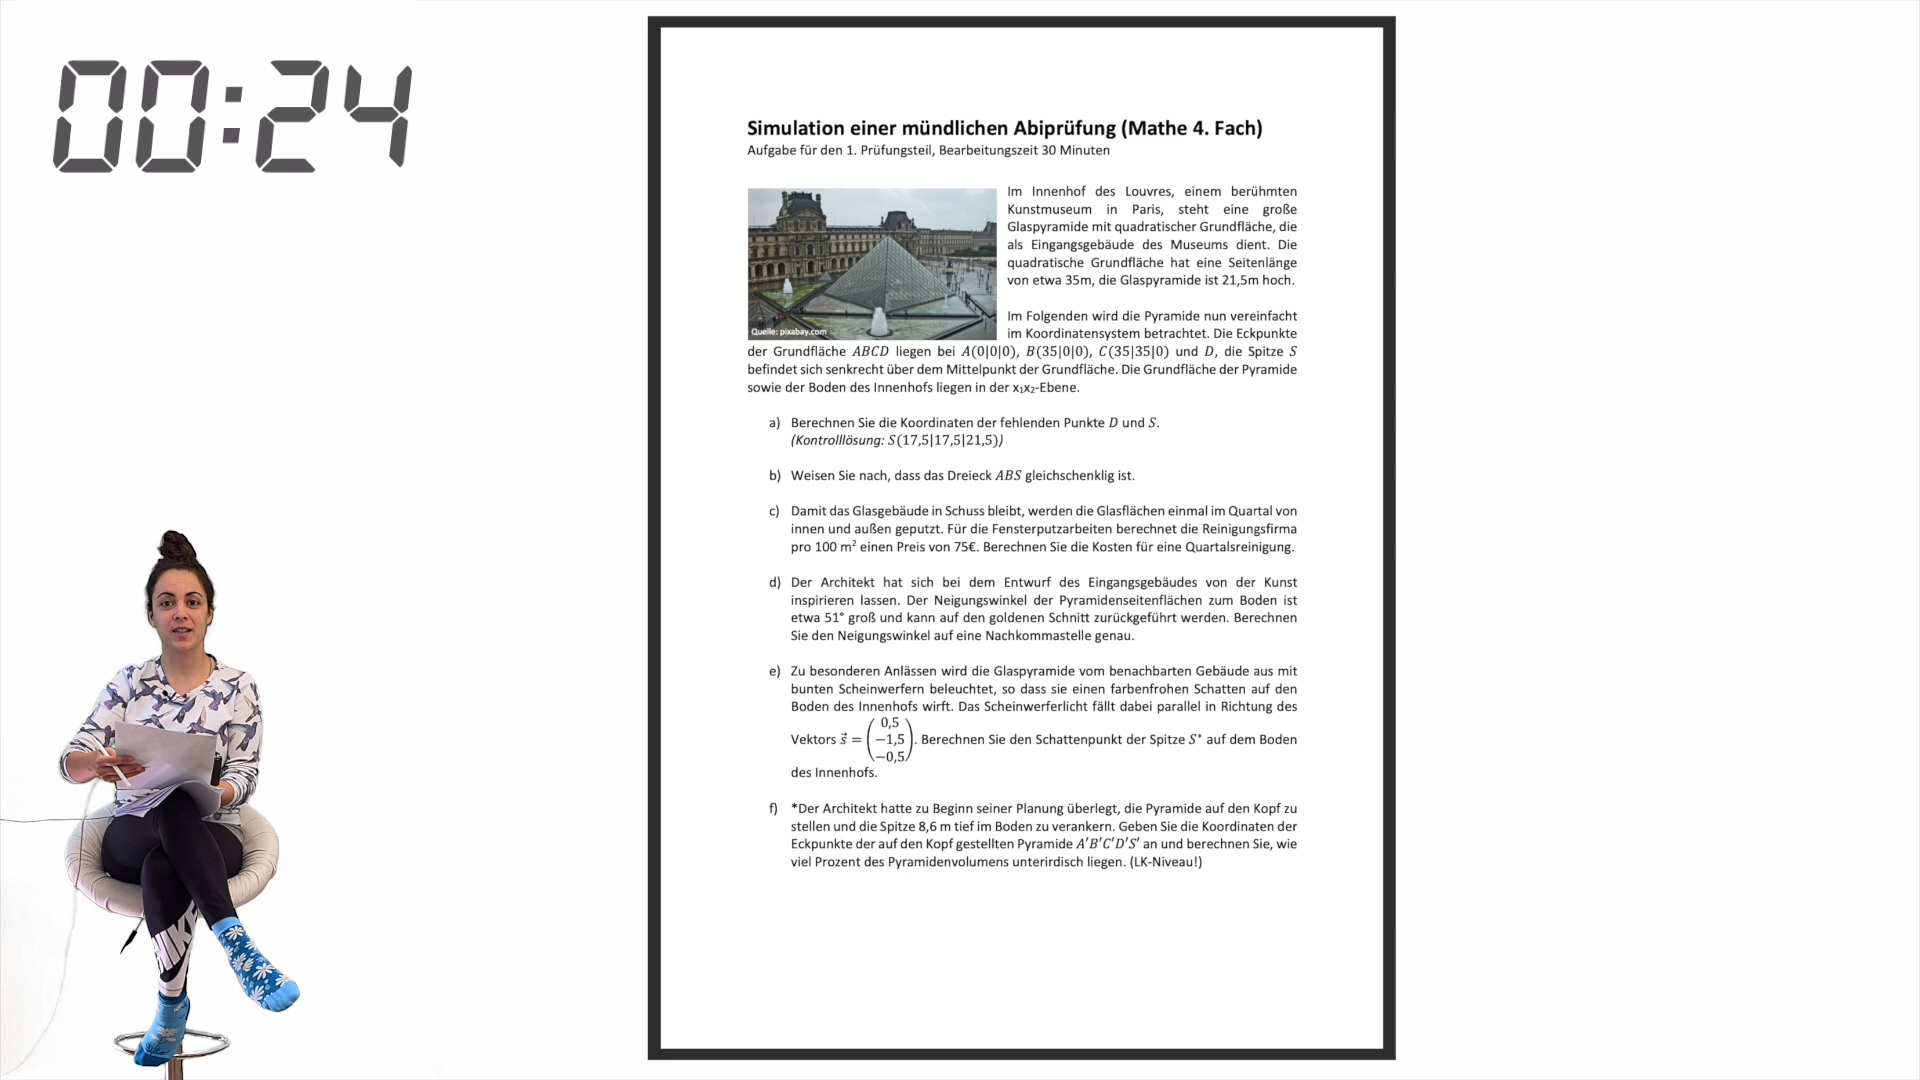 00:24
Simulation einer mündlichen Abiprüfung (Mathe 4. Fach)
Aufgabe für den 1. Prüfungsteil, Bearbeitungszeit 30 Minuten
Im Innenhof des Louvres, einem berühmten
Kunstmuseum in Paris, steht eine große
Glaspyramide mit quadratischer Grundfläche, die
als Eingangsgebäude des Museums dient. Die
quadratische Grundfläche hat eine Seitenlänge
von etwa 35m, die Glaspyramide ist 21,5m hoch.
Quelle: pixabay.com
Im Folgenden wird die Pyramide nun vereinfacht
im Koordinatensystem betrachtet. Die Eckpunkte
der Grundfläche ABCD liegen bei A(0|0|0), B(35|0|0), C(35|35|0) und D, die Spitze S
befindet sich senkrecht über dem Mittelpunkt der Grundfläche. Die Grundfläche der Pyramide
sowie der Boden des Innenhofs liegen in der x₁x₂-Ebene.
a) Berechnen Sie die Koordinaten der fehlenden Punkte D und S.
(Kontrolllösung: S(17,5|17,5|21,5))
b) Weisen Sie nach, dass das Dreieck ABS gleichschenklig ist.
c) Damit das Glasgebäude in Schuss bleibt, werden die Glasflächen einmal im Quartal von
innen und außen geputzt. Für die Fensterputzarbeiten berechnet die Reinigungsfirma
pro 100 m² einen Preis von 75€. Berechnen Sie die Kosten für eine Quartalsreinigung.
d) Der Architekt hat sich bei dem Entwurf des Eingangsgebäudes von der Kunst
inspirieren lassen. Der Neigungswinkel der Pyramidenseitenflächen zum Boden ist
etwa 51° groß und kann auf den goldenen Schnitt zurückgeführt werden. Berechnen
Sie den Neigungswinkel auf eine Nachkommastelle genau.
e) Zu besonderen Anlässen wird die Glaspyramide vom benachbarten Gebäude aus mit
bunten Scheinwerfern beleuchtet, so dass sie einen farbenfrohen Schatten auf den
Boden des Innenhofs wirft. Das Scheinwerferlicht fällt dabei parallel in Richtung des
Vektors s⃗ = (0,5 −1,5 −0,5). Berechnen Sie den Schattenpunkt der Spitze S* auf dem Boden
des Innenhofs.
f) *Der Architekt hatte zu Beginn seiner Planung überlegt, die Pyramide auf den Kopf zu
stellen und die Spitze 8,6 m tief im Boden zu verankern. Geben Sie die Koordinaten der
Eckpunkte der auf den Kopf gestellten Pyramide A′B′C′D′S′ an und berechnen Sie, wie
viel Prozent des Pyramidenvolumens unterirdisch liegen. (LK-Niveau!)
NIKE